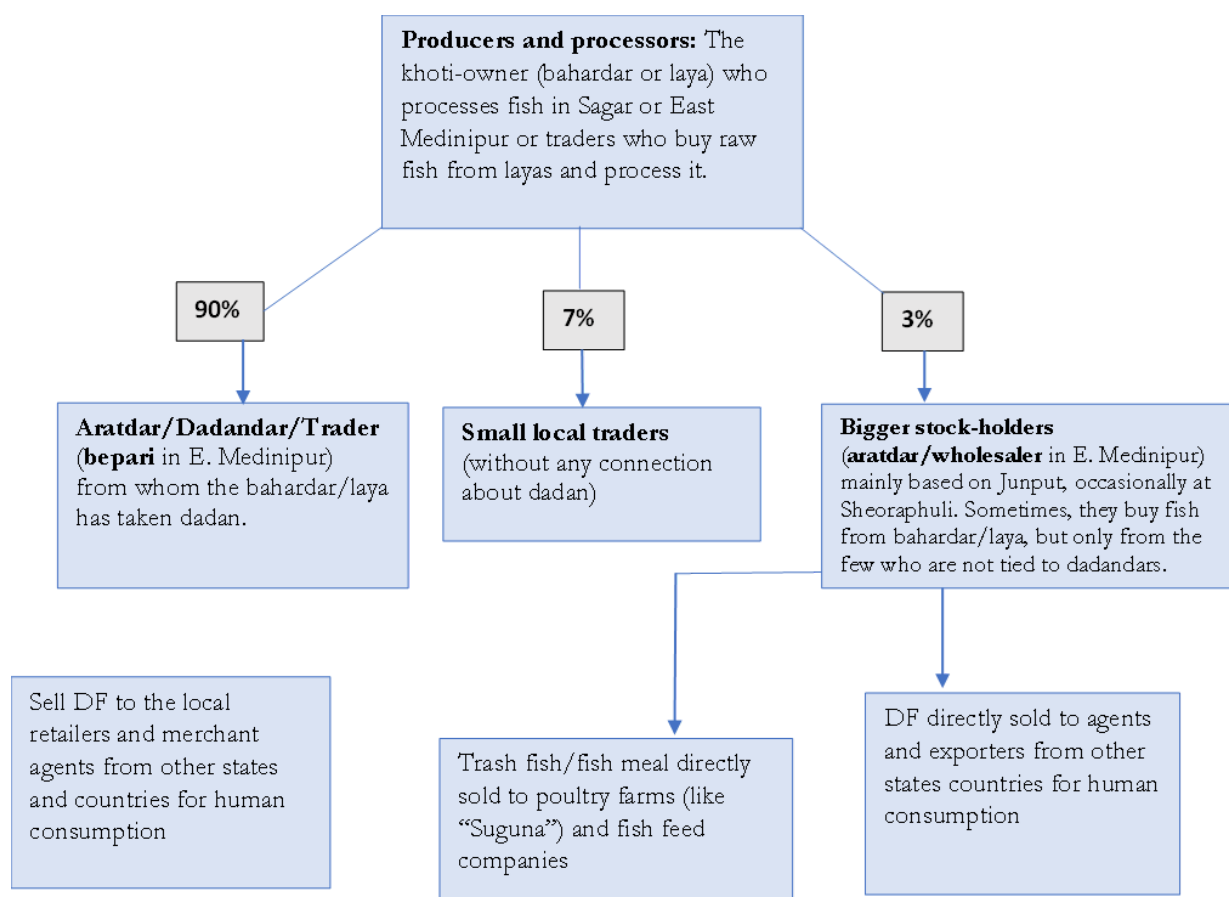 Producers and processors: The
khoti-owner (bahardar or laya) who
processes fish in Sagar or East
Medinipur or traders who buy raw
fish from layas and process it.
90%
7%
3%
Aratdar/Dadandar/Trader
(bepari in E. Medinipur)
from whom the bahardar/laya
has taken dadan.
Small local traders
(without any connection
about dadan)
Bigger stock-holders
(aratdar/wholesaler in E. Medinipur)
mainly based on Junput, occasionally at
Sheoraphuli. Sometimes, they buy fish
from bahardar/laya, but only from the
few who are not tied to dadandars.
Sell DF to the local
retailers and merchant
agents from other states
and countries for human
consumption
Trash fish/fish meal directly
sold to poultry farms (like
“Suguna”) and fish feed
companies
DF directly sold to agents
and exporters from other
states countries for human
consumption